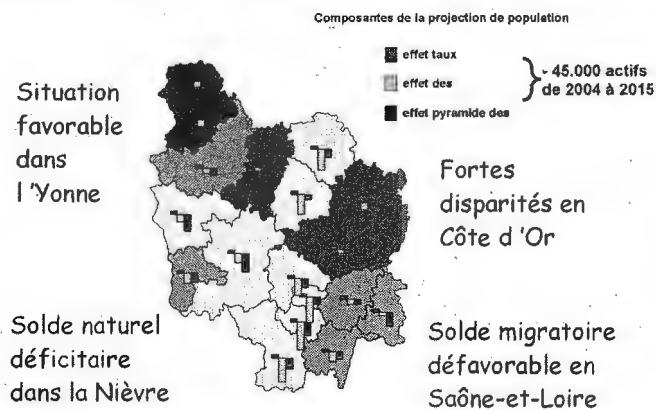 Composantes de la projection de population
effet taux
effet des
effet pyramide des
- 45.000 actifs
de 2004 à 2015
Situation
favorable
dans
l 'Yonne
Fortes
disparités en
Côte d 'Or
Solde naturel
déficitaire
dans la Nièvre
Solde migratoire
défavorable en
Saône-et-Loire